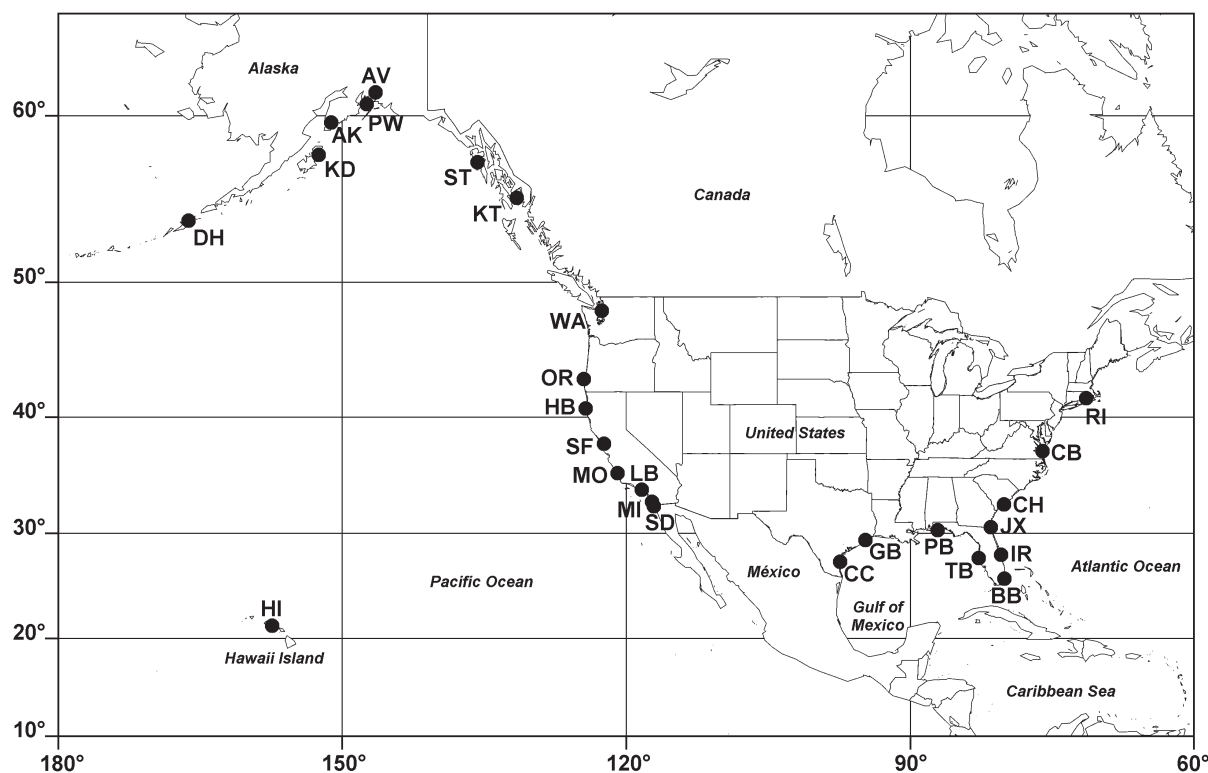 Alaska
AV
60°
PW
AK
KD
ST
KT
Canada
DH
50°
WA
OR
HB
40°
RI
United States
SF
CB
MO
LB
MI
SD
CH
JX
30°
GB
PB
IR
TB
CC
BB
México
Atlantic Ocean
Pacific Ocean
HI
Gulf of
Mexico
20°
Hawaii Island
Caribbean Sea
10°
180°
150°
120°
90°
60°